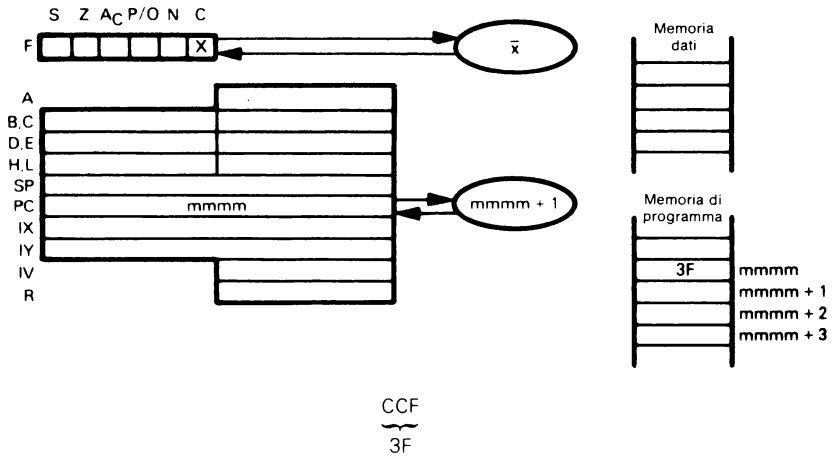 S Z AC P/O N C
F X x̄
A
B,C
D,E
H,L
SP
PC mmmm mmmm + 1
IX
IY
IV
R
Memoria
dati
Memoria di
programma
3F mmmm
mmmm + 1
mmmm + 2
mmmm + 3
CCF
3F